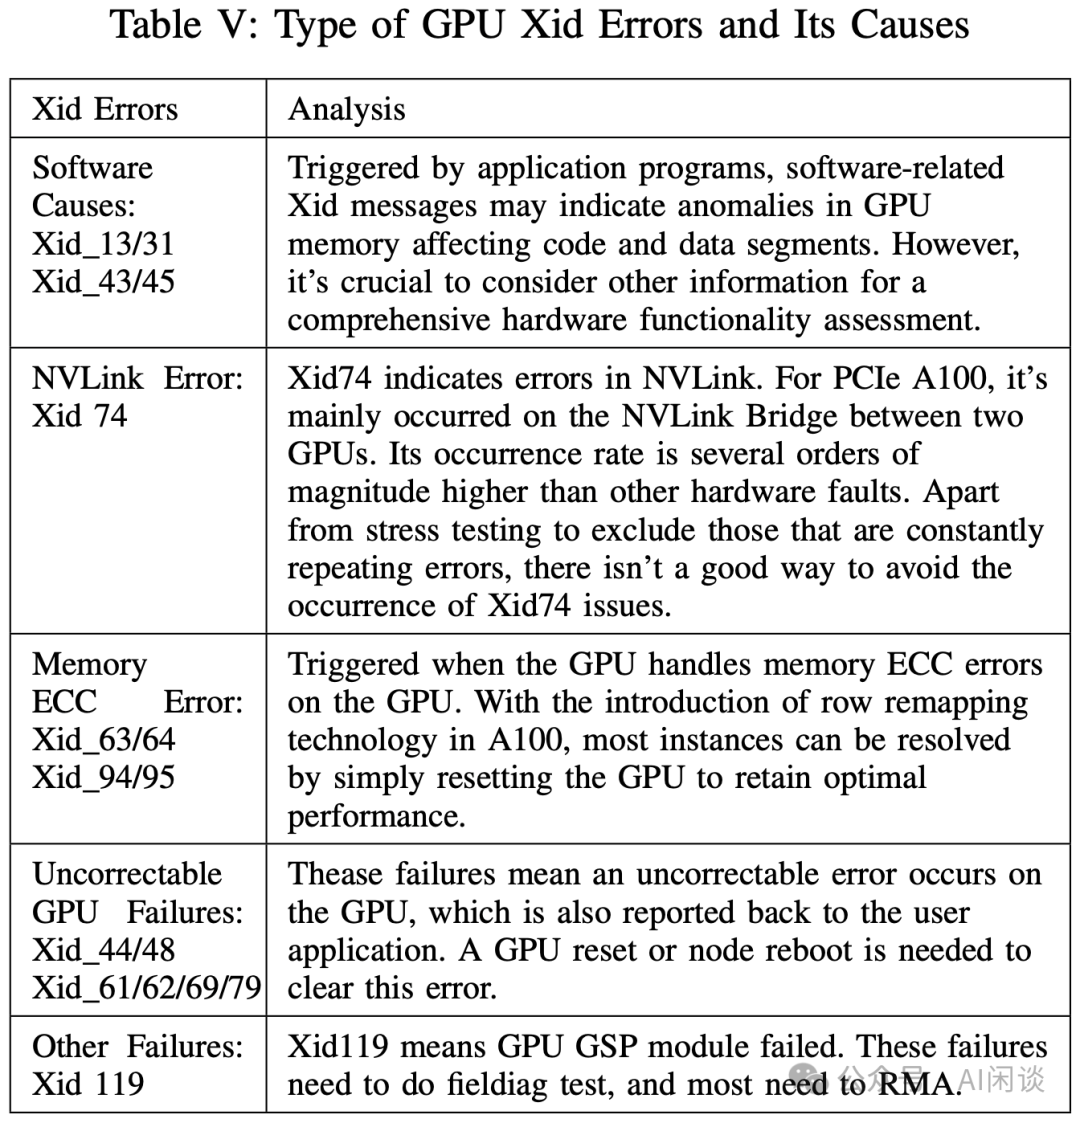 Table V: Type of GPU Xid Errors and Its Causes
Xid Errors
Analysis
Software
Causes:
Xid_13/31
Xid_43/45
Triggered by application programs, software-related
Xid messages may indicate anomalies in GPU
memory affecting code and data segments. However,
it's crucial to consider other information for a
comprehensive hardware functionality assessment.
NVLink Error:
Xid 74
Xid74 indicates errors in NVLink. For PCIe A100, it's
mainly occurred on the NVLink Bridge between two
GPUs. Its occurrence rate is several orders of
magnitude higher than other hardware faults. Apart
from stress testing to exclude those that are constantly
repeating errors, there isn't a good way to avoid the
occurrence of Xid74 issues.
Memory
ECC Error:
Xid_63/64
Xid_94/95
Triggered when the GPU handles memory ECC errors
on the GPU. With the introduction of row remapping
technology in A100, most instances can be resolved
by simply resetting the GPU to retain optimal
performance.
Uncorrectable
GPU Failures:
Xid_44/48
Xid_61/62/69/79
Thease failures mean an uncorrectable error occurs on
the GPU, which is also reported back to the user
application. A GPU reset or node reboot is needed to
clear this error.
Other Failures:
Xid 119
Xid119 means GPU GSP module failed. These failures
need to do fieldiag test, and most need to RMA.
公众号 · AI闲谈